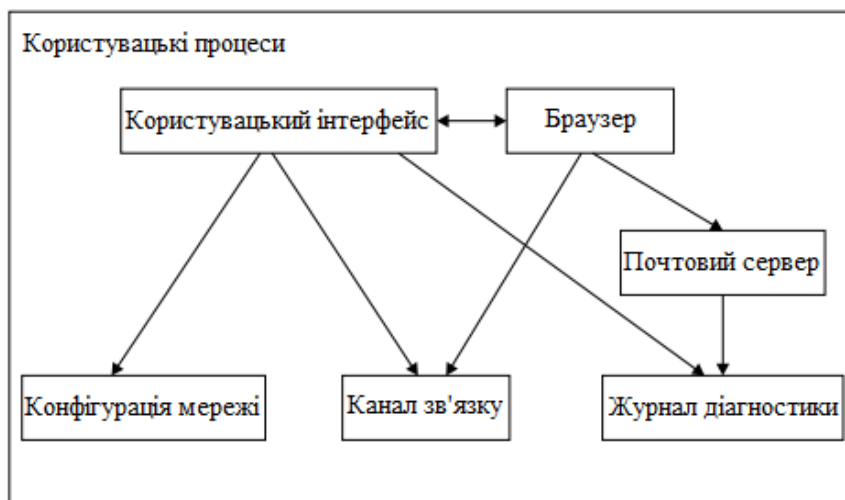 Користувацькі процеси
Користувацький інтерфейс
Браузер
Почтовий сервер
Конфігурація мережі
Канал зв'язку
Журнал діагностики